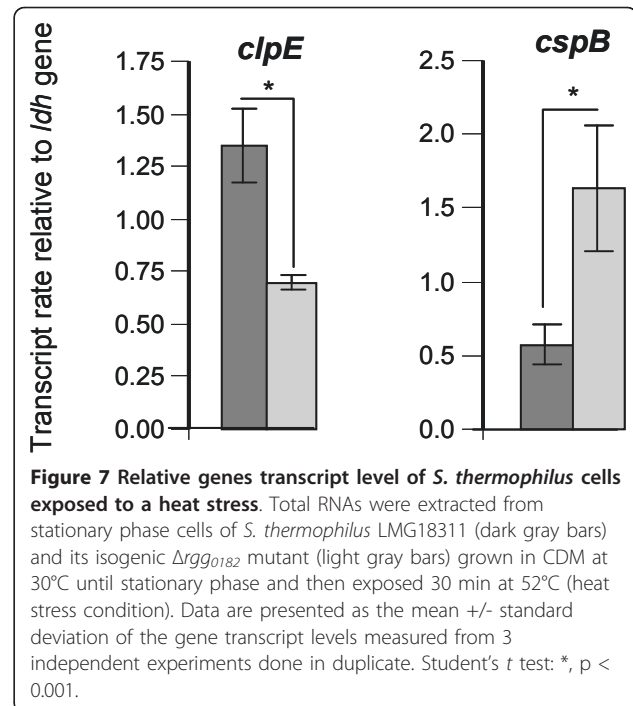 clpE
cspB
Transcript rate relative to ldh gene
1.75
1.50
1.25
1.00
0.75
0.50
0.25
0.00
*
2.5
2.0
1.5
1.0
0.5
0.0
*
Figure 7 Relative genes transcript level of S. thermophilus cells
exposed to a heat stress. Total RNAs were extracted from
stationary phase cells of S. thermophilus LMG18311 (dark gray bars)
and its isogenic Δrgg0182 mutant (light gray bars) grown in CDM at
30°C until stationary phase and then exposed 30 min at 52°C (heat
stress condition). Data are presented as the mean +/- standard
deviation of the gene transcript levels measured from 3
independent experiments done in duplicate. Student's t test: *, p <
0.001.